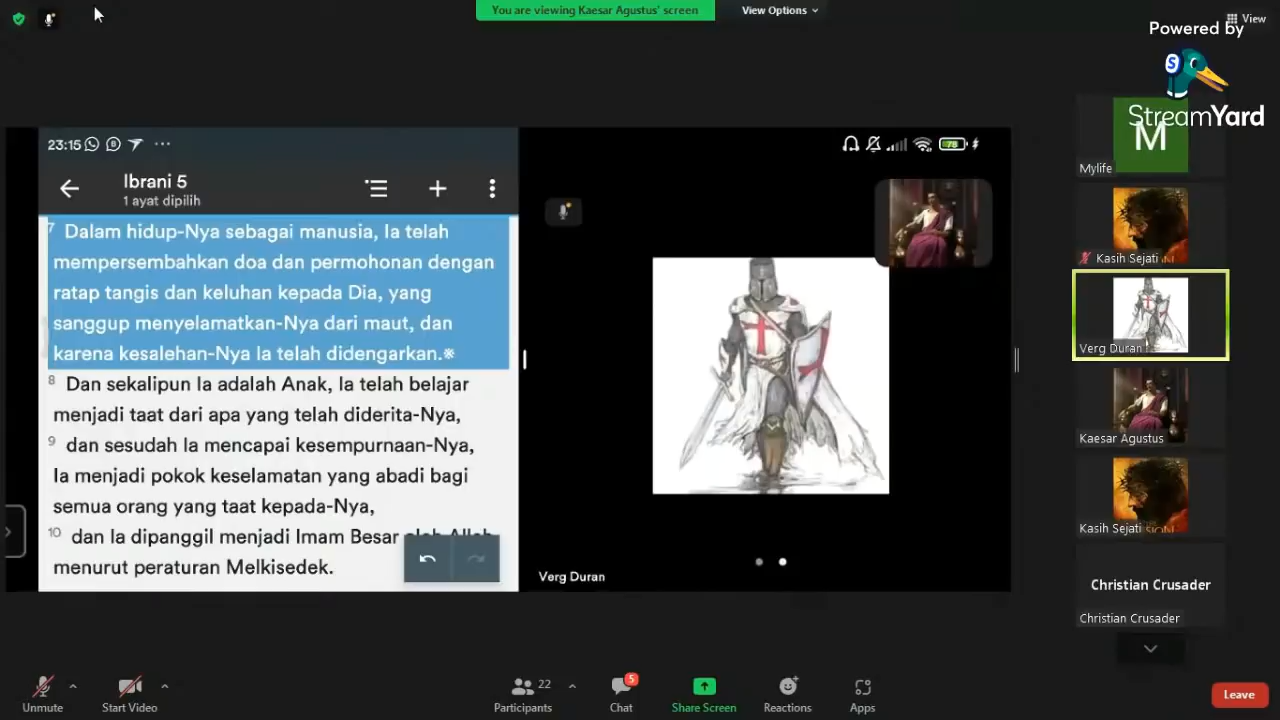 You are viewing Kaesar Agustus' screen
View Options
View
Powered by
S
StreamYard
M
Mylife
Kasih Sejati
Verg Duran
Kaesar Agustus
Kasih Sejati
Christian Crusader
Christian Crusader
23:15
78
Ibrani 5
1 ayat dipilih
7 Dalam hidup-Nya sebagai manusia, Ia telah
mempersembahkan doa dan permohonan dengan
ratap tangis dan keluhan kepada Dia, yang
sanggup menyelamatkan-Nya dari maut, dan
karena kesalehan-Nya Ia telah didengarkan.※
8 Dan sekalipun Ia adalah Anak, Ia telah belajar
menjadi taat dari apa yang telah diderita-Nya,
9 dan sesudah Ia mencapai kesempurnaan-Nya,
Ia menjadi pokok keselamatan yang abadi bagi
semua orang yang taat kepada-Nya,
10 dan Ia dipanggil menjadi Imam Besar oleh Allah
menurut peraturan Melkisedek.
Verg Duran
Unmute
Start Video
22
Participants
5
Chat
Share Screen
Reactions
Apps
Leave